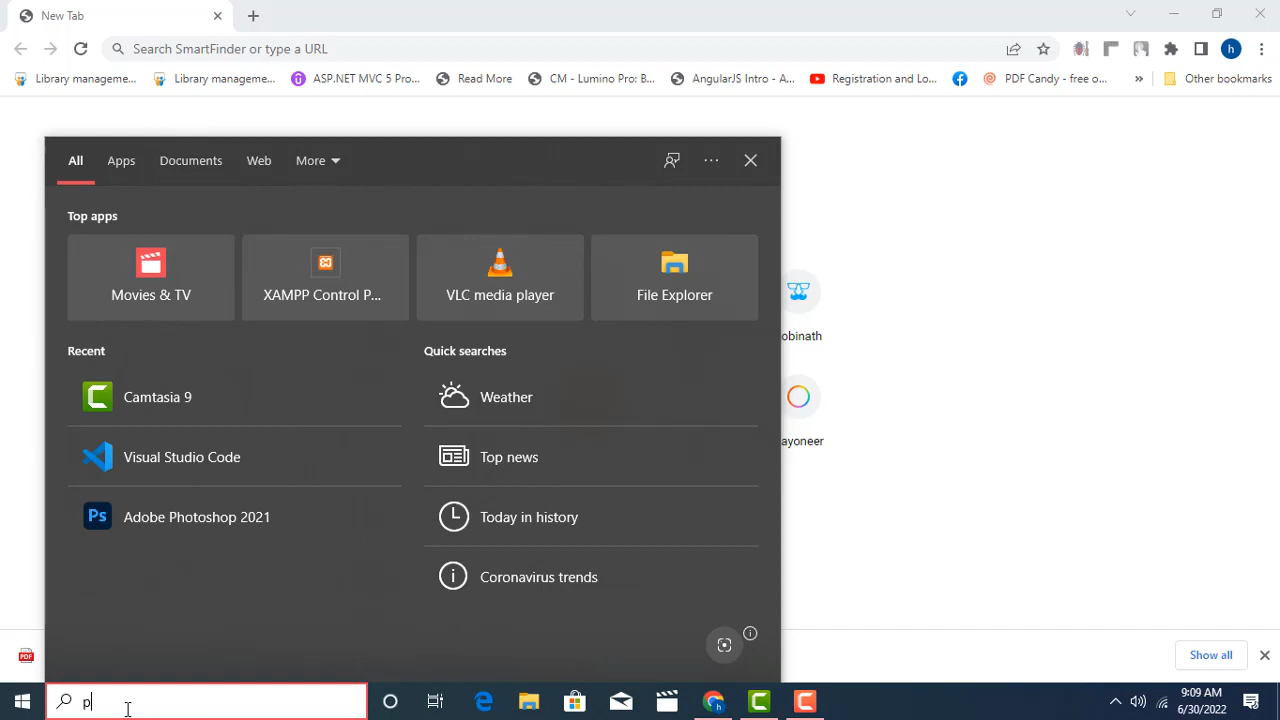 New Tab
Search SmartFinder or type a URL
Library manageme...
Library manageme...
ASP.NET MVC 5 Pro...
Read More
CM - Lumino Pro: B...
AngularJS Intro - A...
Registration and Lo...
PDF Candy - free o...
»
Other bookmarks
h
All
Apps
Documents
Web
More
Top apps
Movies & TV
XAMPP Control P...
VLC media player
File Explorer
Recent
Camtasia 9
Visual Studio Code
Ps Adobe Photoshop 2021
Quick searches
Weather
Top news
Today in history
Coronavirus trends
obinath
ayoneer
PDF
Show all
p
h
9:09 AM
6/30/2022